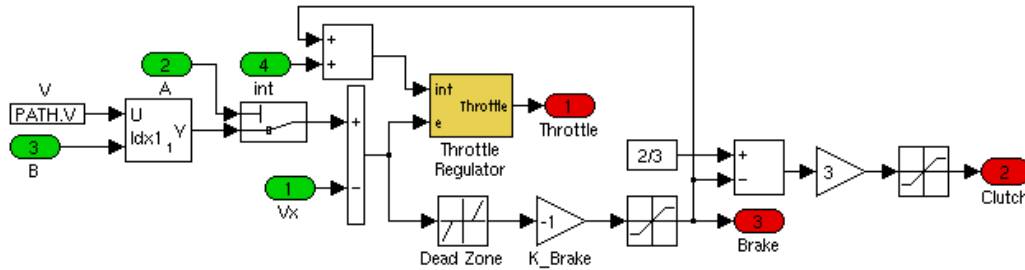 V
PATH.V
3
B
U
Idx1 1 Y
2
A
4
int
+
+
+
−
1
Vx
int
e
Throttle
Throttle
Regulator
1
Throttle
Dead Zone
-1
K_Brake
2/3
+
−
3
Brake
3
2
Clutch